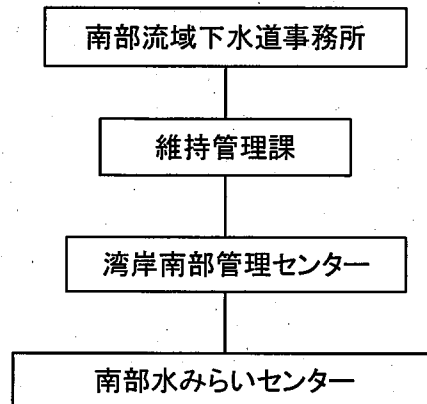 南部流域下水道事務所
維持管理課
湾岸南部管理センター
南部水みらいセンター